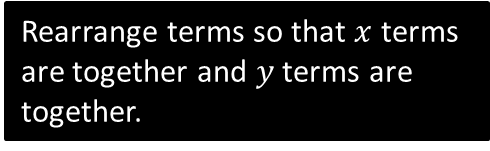 Rearrange terms so that x terms
are together and y terms are
together.